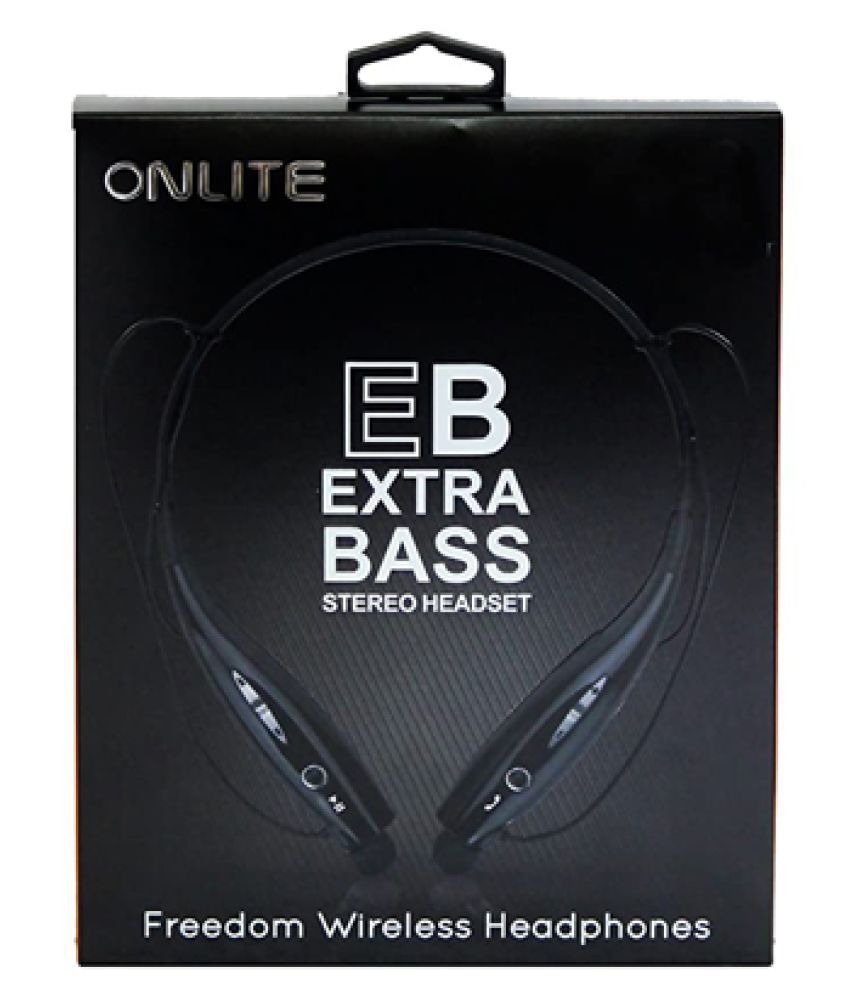 ONLITE
EB
EXTRA
BASS
STEREO HEADSET
Freedom Wireless Headphones